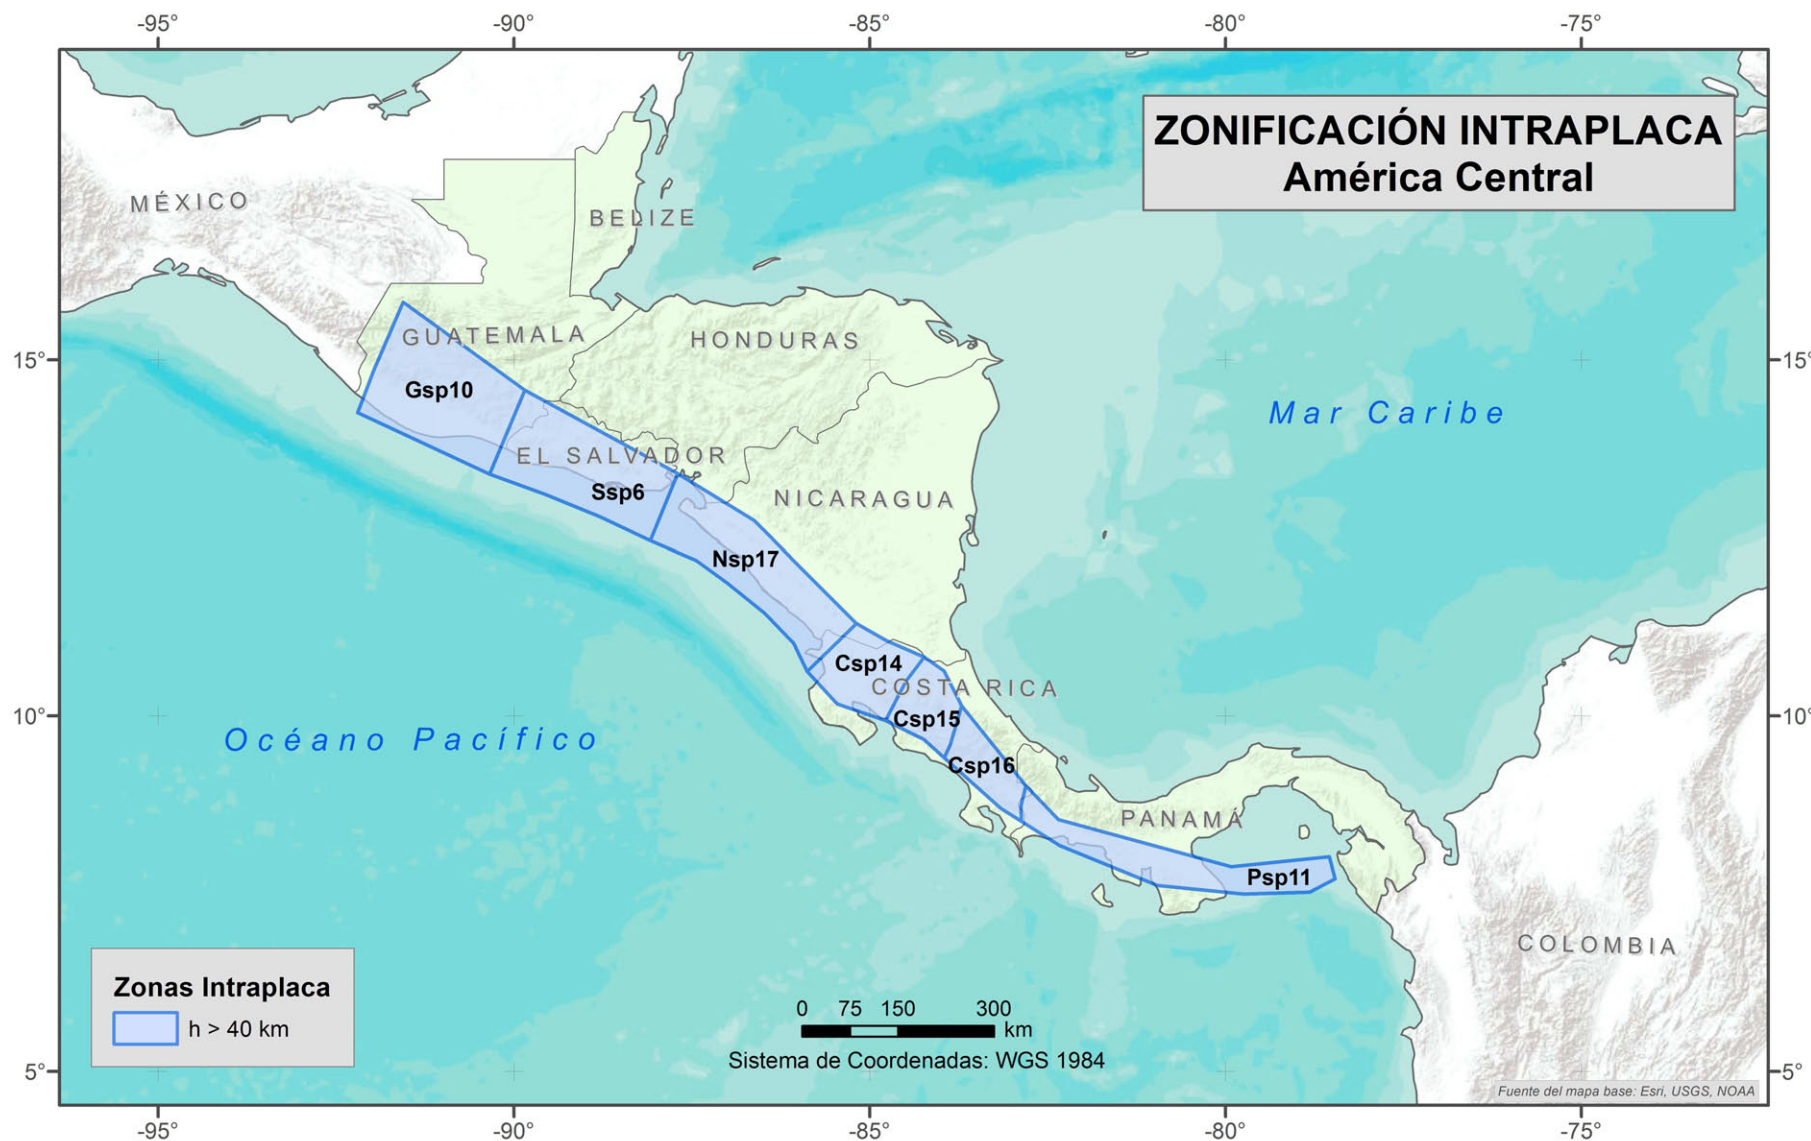 -95° -90° -85° -80° -75°
ZONIFICACIÓN INTRAPLACA
América Central
MÉXICO
BELIZE
GUATEMALA
HONDURAS
15° 15°
Gsp10
Mar Caribe
EL SALVADOR
Ssp6
NICARAGUA
Nsp17
Csp14
COSTA RICA
10° 10°
Csp15
Océano Pacífico
Csp16
PANAMÁ
Psp11
COLOMBIA
Zonas Intraplaca
h > 40 km
0 75 150 300
km
Sistema de Coordenadas: WGS 1984
5° 5°
Fuente del mapa base: Esri, USGS, NOAA
-95° -90° -85° -80° -75°